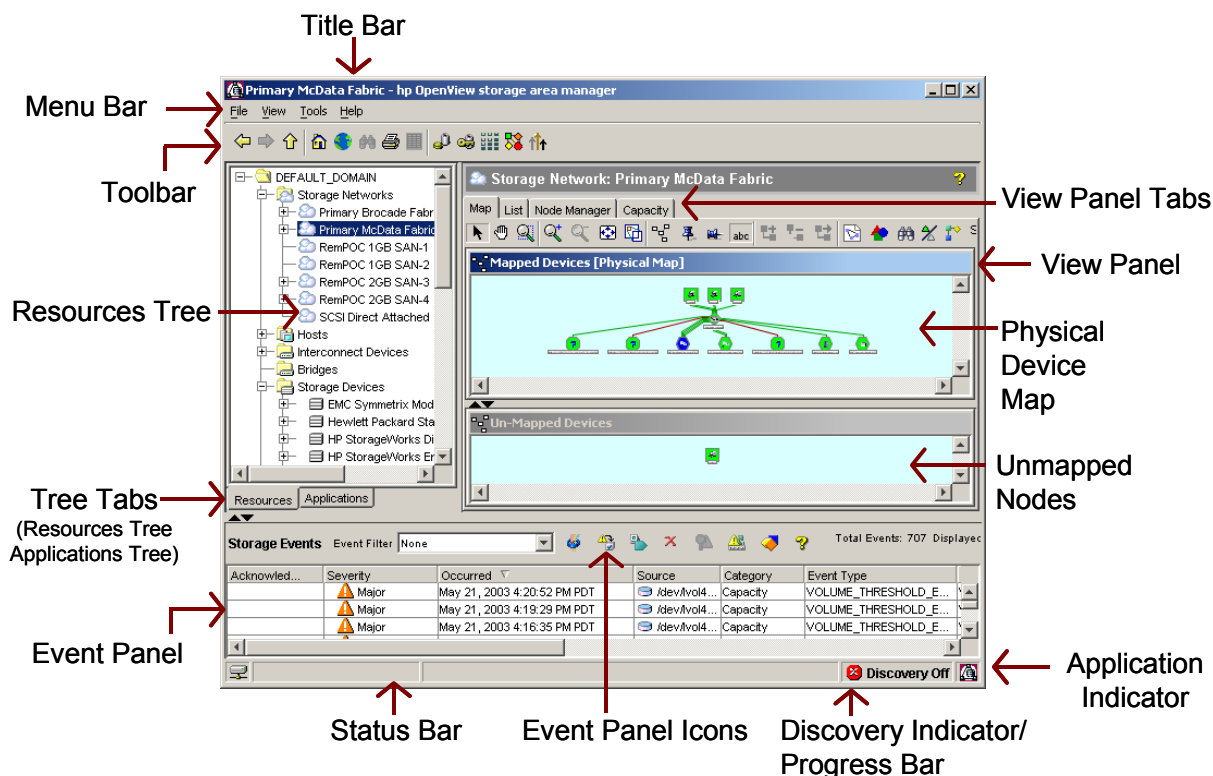 Title Bar
Primary McData Fabric - hp OpenView storage area manager
Menu Bar
File View Tools Help
Toolbar
DEFAULT_DOMAIN
Storage Networks
Primary Brocade Fabr
Primary McData Fabric
RemPOC 1GB SAN-1
RemPOC 1GB SAN-2
RemPOC 2GB SAN-3
RemPOC 2GB SAN-4
SCSI Direct Attached
Hosts
Interconnect Devices
Bridges
Storage Devices
EMC Symmetrix Mod
Hewlett Packard Sta
HP StorageWorks Di
HP StorageWorks Er
Resources Applications
Resources Tree
Tree Tabs
(Resources Tree
Applications Tree)
Storage Network: Primary McData Fabric
Map List Node Manager Capacity
abc
Mapped Devices [Physical Map]
Un-Mapped Devices
View Panel Tabs
View Panel
Physical
Device
Map
Unmapped
Nodes
Storage Events Event Filter None Total Events: 707 Displayed
Acknowled... Severity Occurred Source Category Event Type
Major May 21, 2003 4:20:52 PM PDT /dev/lvol4... Capacity VOLUME_THRESHOLD_E...
Major May 21, 2003 4:19:29 PM PDT /dev/lvol4... Capacity VOLUME_THRESHOLD_E...
Major May 21, 2003 4:16:35 PM PDT /dev/lvol4... Capacity VOLUME_THRESHOLD_E...
Event Panel
Discovery Off
Application
Indicator
Status Bar
Event Panel Icons
Discovery Indicator/
Progress Bar